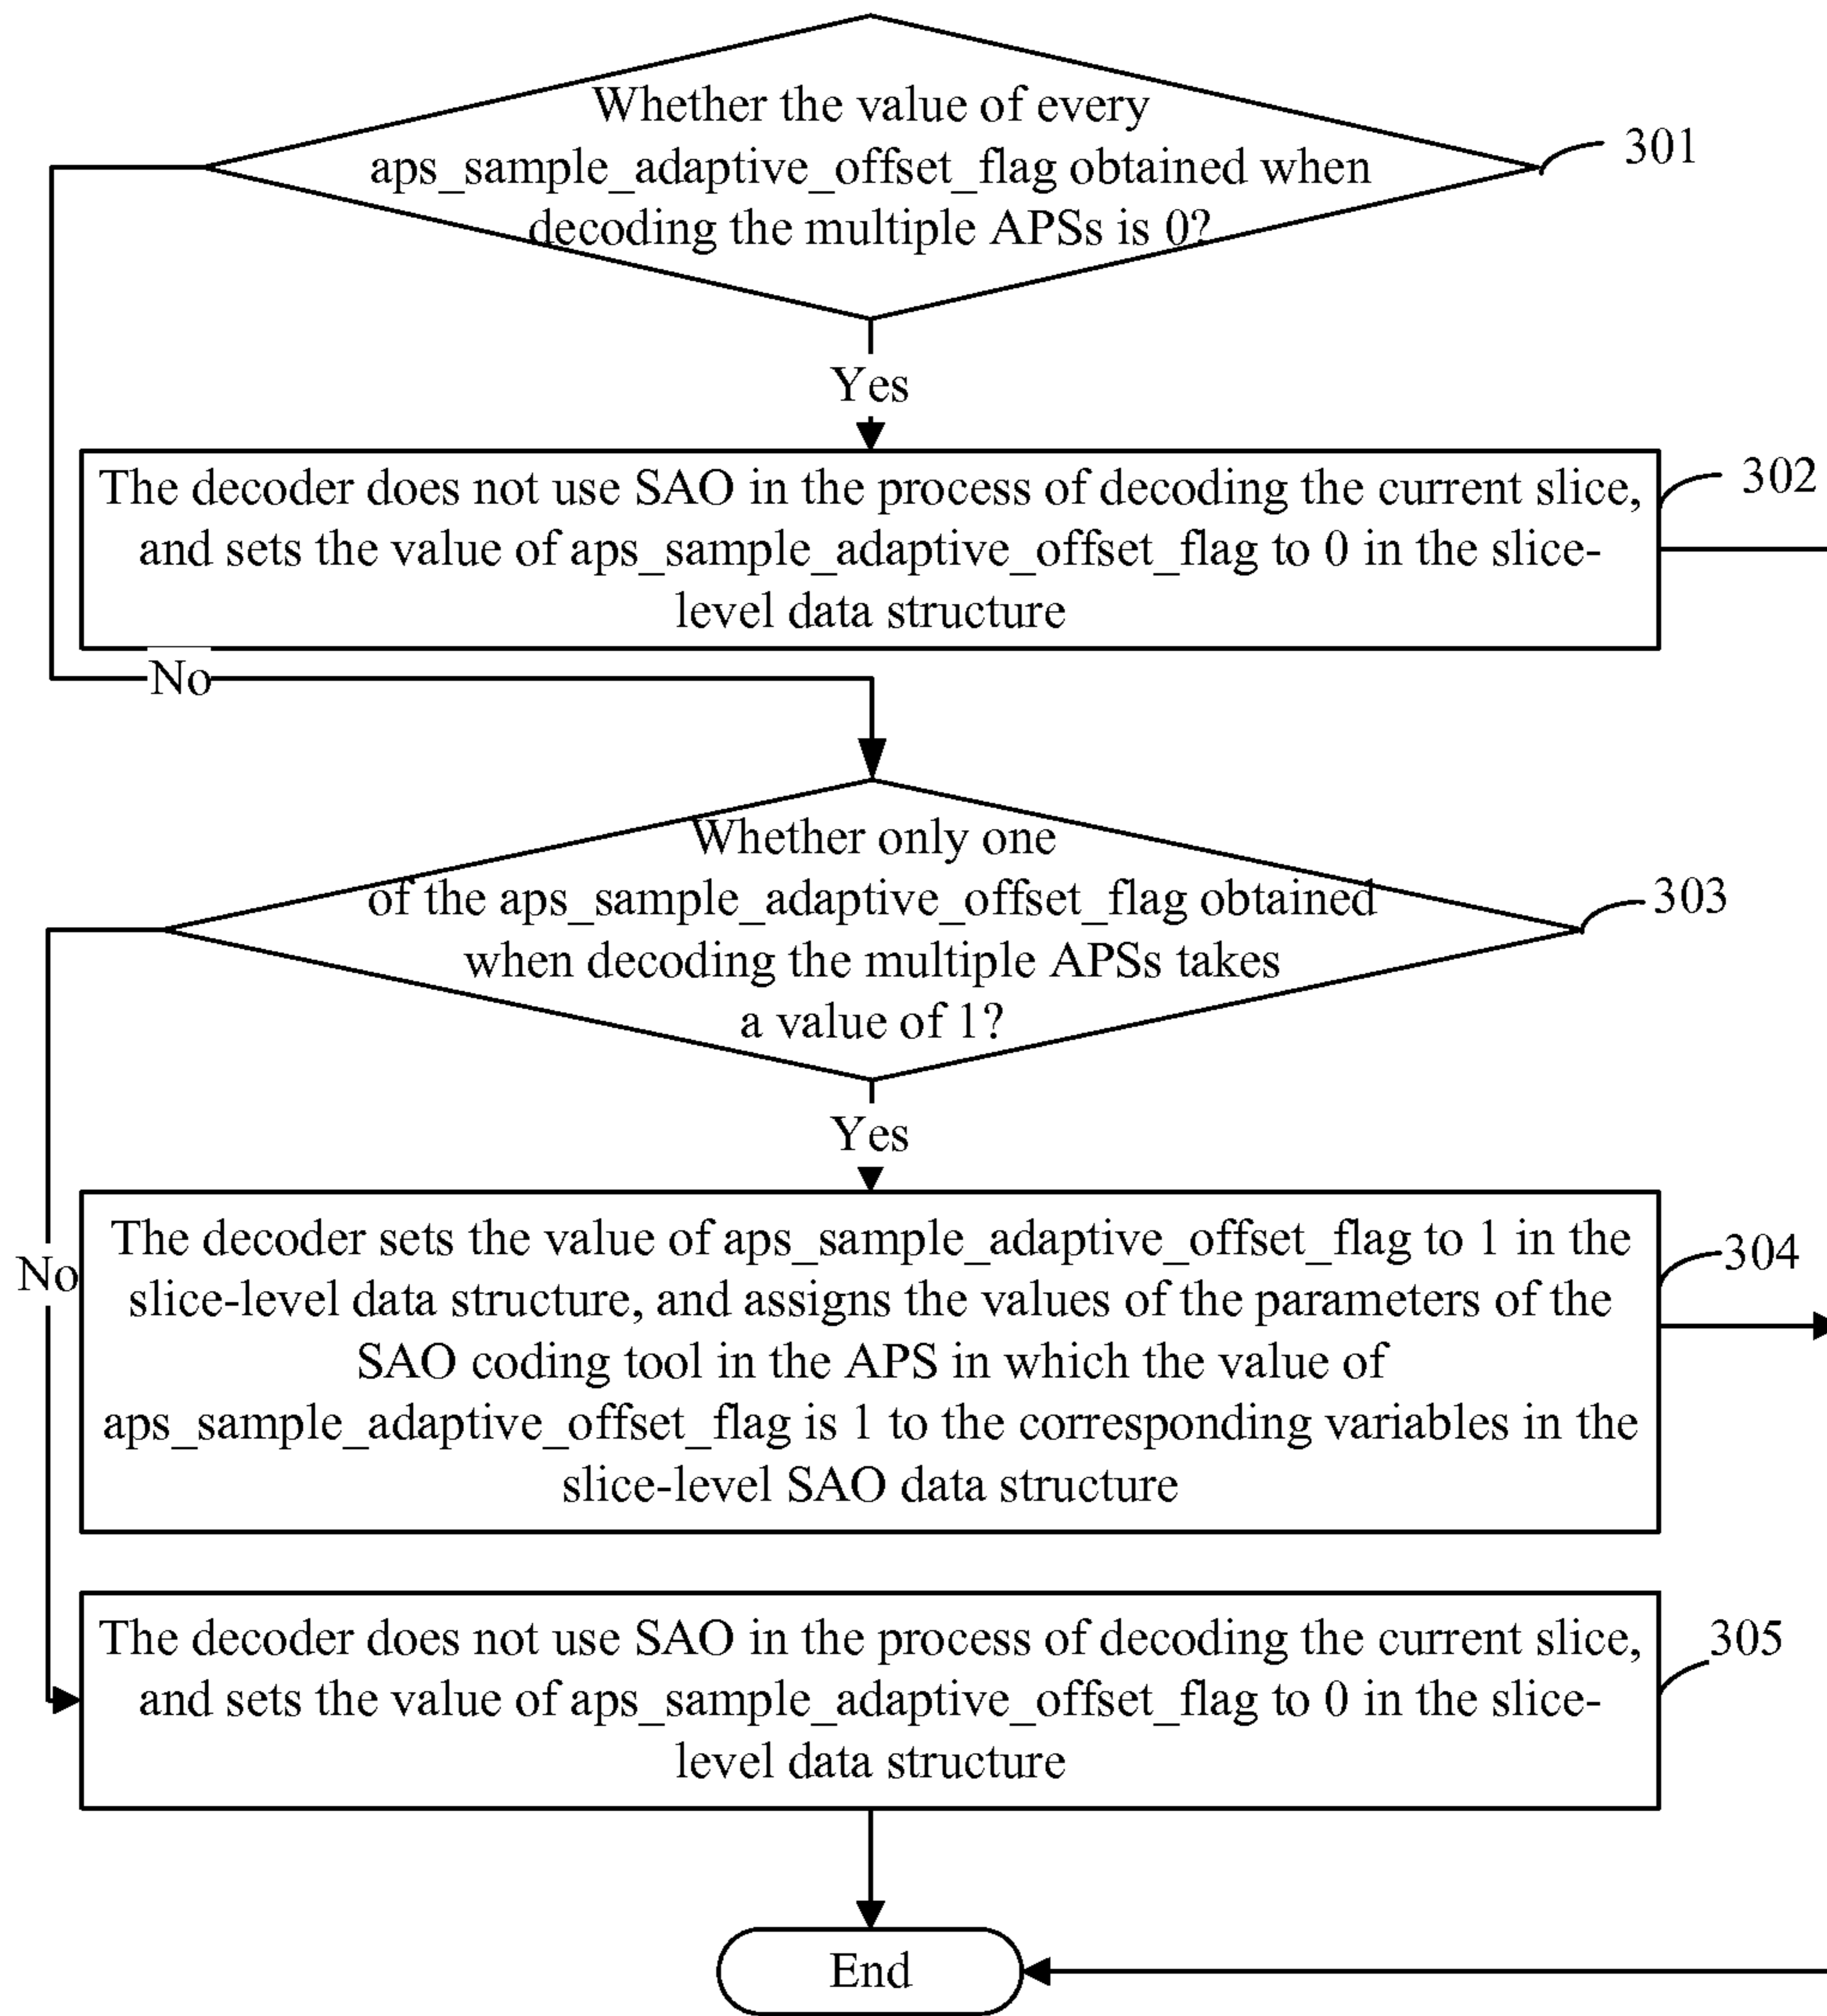 Whether the value of every
aps_sample_adaptive_offset_flag obtained when
decoding the multiple APSs is 0?
301
Yes
The decoder does not use SAO in the process of decoding the current slice,
and sets the value of aps_sample_adaptive_offset_flag to 0 in the slice-
level data structure
302
No
Whether only one
of the aps_sample_adaptive_offset_flag obtained
when decoding the multiple APSs takes
a value of 1?
303
Yes
The decoder sets the value of aps_sample_adaptive_offset_flag to 1 in the
slice-level data structure, and assigns the values of the parameters of the
SAO coding tool in the APS in which the value of
aps_sample_adaptive_offset_flag is 1 to the corresponding variables in the
slice-level SAO data structure
304
No
The decoder does not use SAO in the process of decoding the current slice,
and sets the value of aps_sample_adaptive_offset_flag to 0 in the slice-
level data structure
305
End